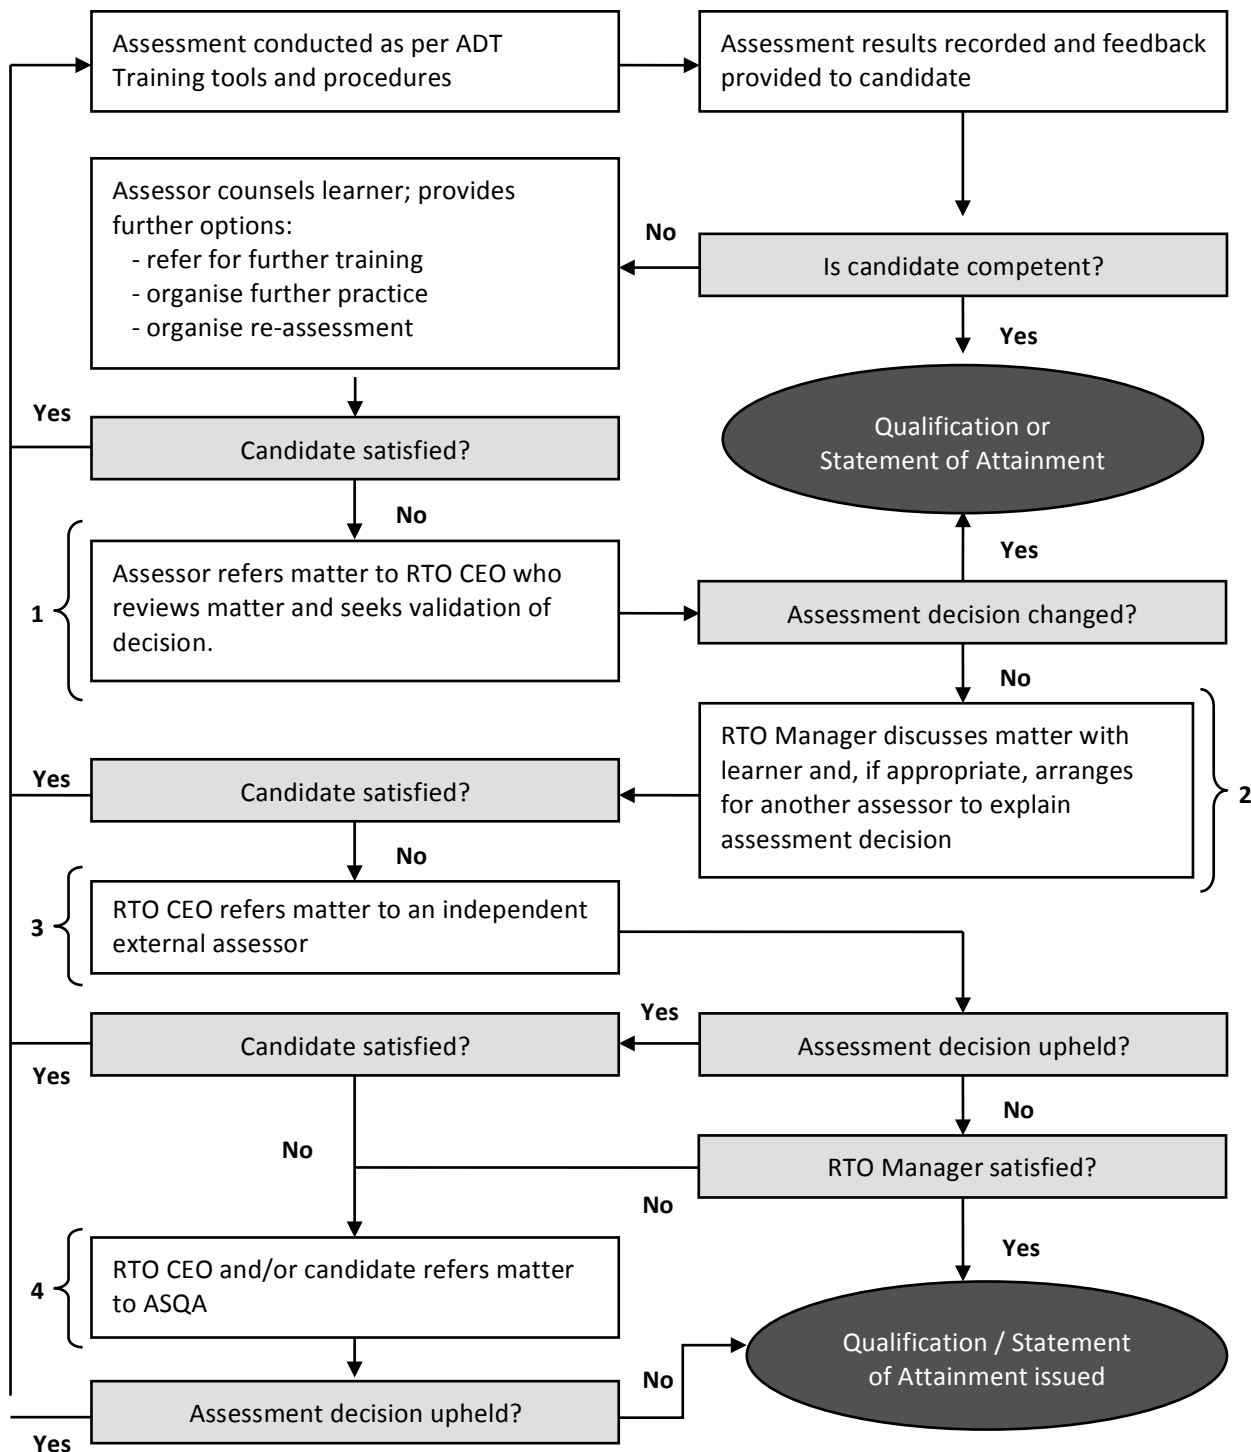 Assessment conducted as per ADT
Training tools and procedures
Assessment results recorded and feedback
provided to candidate
Assessor counsels learner; provides
further options:
- refer for further training
- organise further practice
- organise re-assessment
No
Is candidate competent?
Yes
Qualification or
Statement of Attainment
Yes
Candidate satisfied?
No
1
Assessor refers matter to RTO CEO who
reviews matter and seeks validation of
decision.
Yes
Assessment decision changed?
No
RTO Manager discusses matter with
learner and, if appropriate, arranges
for another assessor to explain
assessment decision
2
Yes
Candidate satisfied?
No
3
RTO CEO refers matter to an independent
external assessor
Yes
Candidate satisfied?
Yes
Assessment decision upheld?
No
No
RTO Manager satisfied?
No
Yes
4
RTO CEO and/or candidate refers matter
to ASQA
Qualification / Statement
of Attainment issued
No
Assessment decision upheld?
Yes